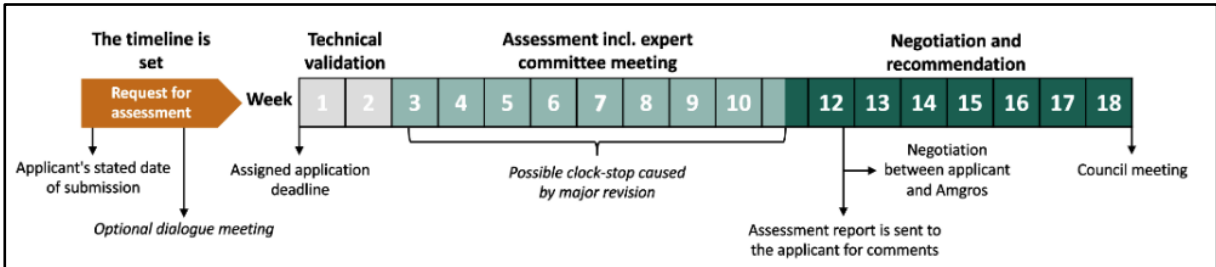 The timeline is
set
Technical
validation
Assessment incl. expert
committee meeting
Negotiation and
recommendation
Request for
assessment
Week
1 2 3 4 5 6 7 8 9 10 12 13 14 15 16 17 18
Applicant's stated date
of submission
Optional dialogue meeting
Assigned application
deadline
Possible clock-stop caused
by major revision
Negotiation
between applicant
and Amgros
Council meeting
Assessment report is sent to
the applicant for comments